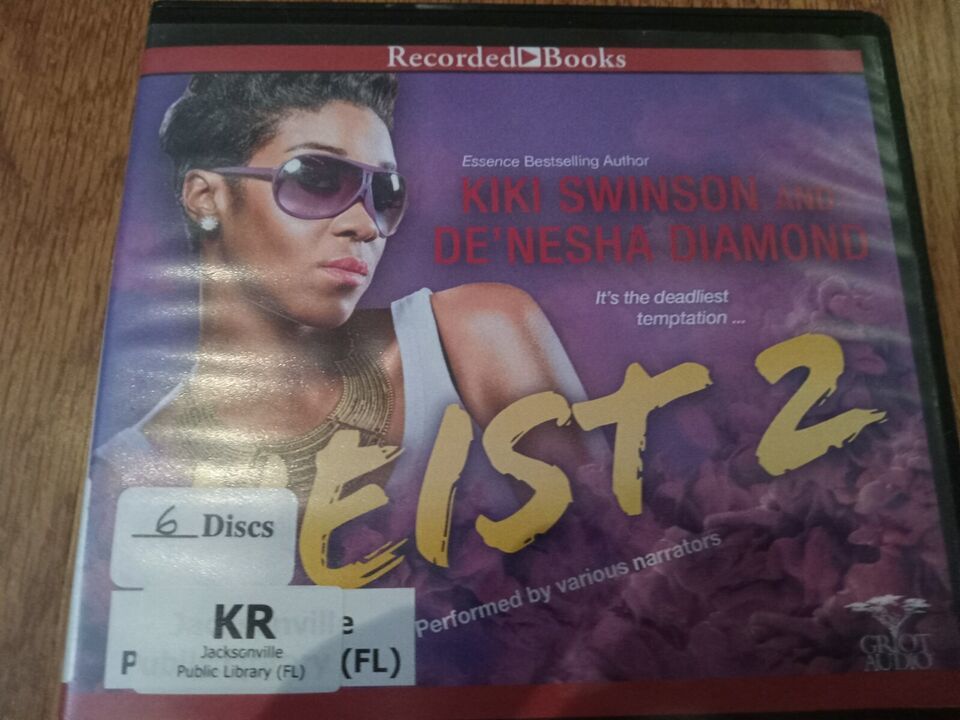 Recorded Books
Essence Bestselling Author
KIKI SWINSON AND
DE'NESHA DIAMOND
It's the deadliest
temptation ...
EIST 2
6 Discs
Performed by various narrators
KR
Jacksonville
Public Library (FL)
(FL)
GRIOT
AUDIO